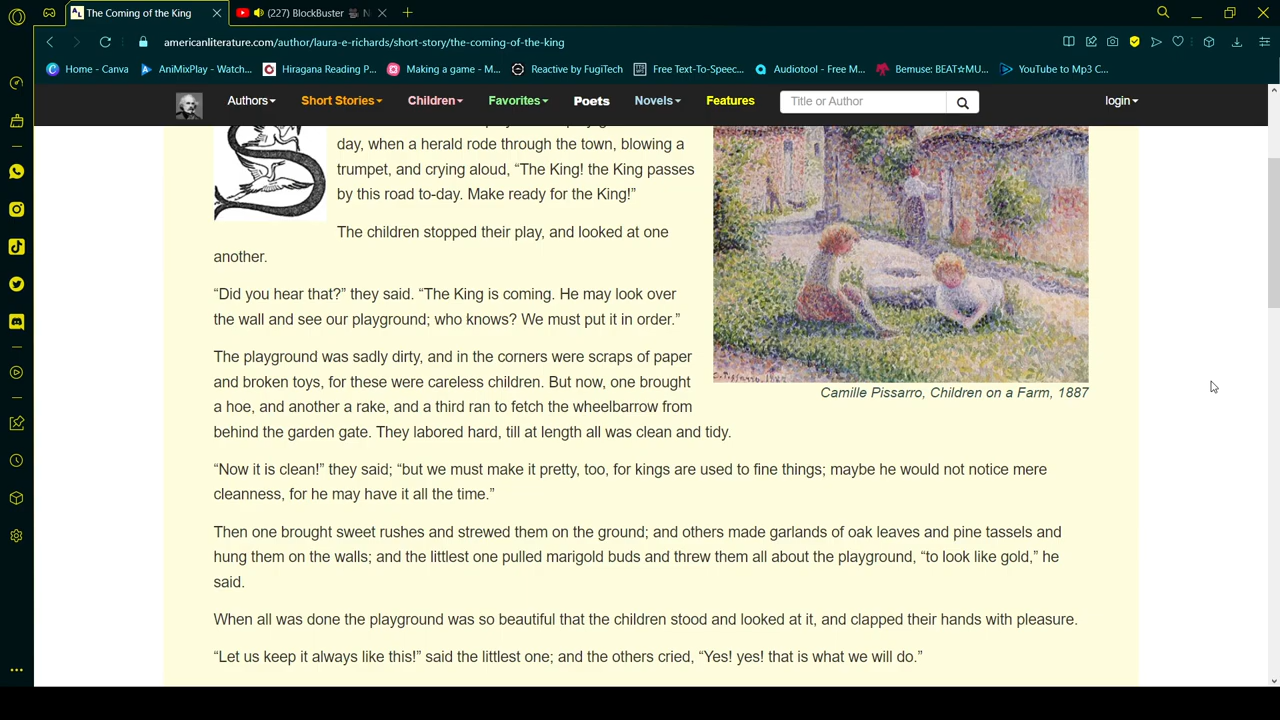 The Coming of the King
(227) BlockBuster 🎥 N
americanliterature.com/author/laura-e-richards/short-story/the-coming-of-the-king
Home - Canva
AniMixPlay - Watch...
Hiragana Reading P...
Making a game - M...
Reactive by FugiTech
Free Text-To-Speec...
Audiotool - Free M...
Bemuse: BEAT☆MU...
YouTube to Mp3 C...
Authors
Short Stories
Children
Favorites
Poets
Novels
Features
Title or Author
login
day, when a herald rode through the town, blowing a
trumpet, and crying aloud, “The King! the King passes
by this road to-day. Make ready for the King!”
The children stopped their play, and looked at one
another.
“Did you hear that?” they said. “The King is coming. He may look over
the wall and see our playground; who knows? We must put it in order.”
The playground was sadly dirty, and in the corners were scraps of paper
and broken toys, for these were careless children. But now, one brought
a hoe, and another a rake, and a third ran to fetch the wheelbarrow from
behind the garden gate. They labored hard, till at length all was clean and tidy.
Camille Pissarro, Children on a Farm, 1887
“Now it is clean!” they said; “but we must make it pretty, too, for kings are used to fine things; maybe he would not notice mere
cleanness, for he may have it all the time.”
Then one brought sweet rushes and strewed them on the ground; and others made garlands of oak leaves and pine tassels and
hung them on the walls; and the littlest one pulled marigold buds and threw them all about the playground, “to look like gold,” he
said.
When all was done the playground was so beautiful that the children stood and looked at it, and clapped their hands with pleasure.
“Let us keep it always like this!” said the littlest one; and the others cried, “Yes! yes! that is what we will do.”